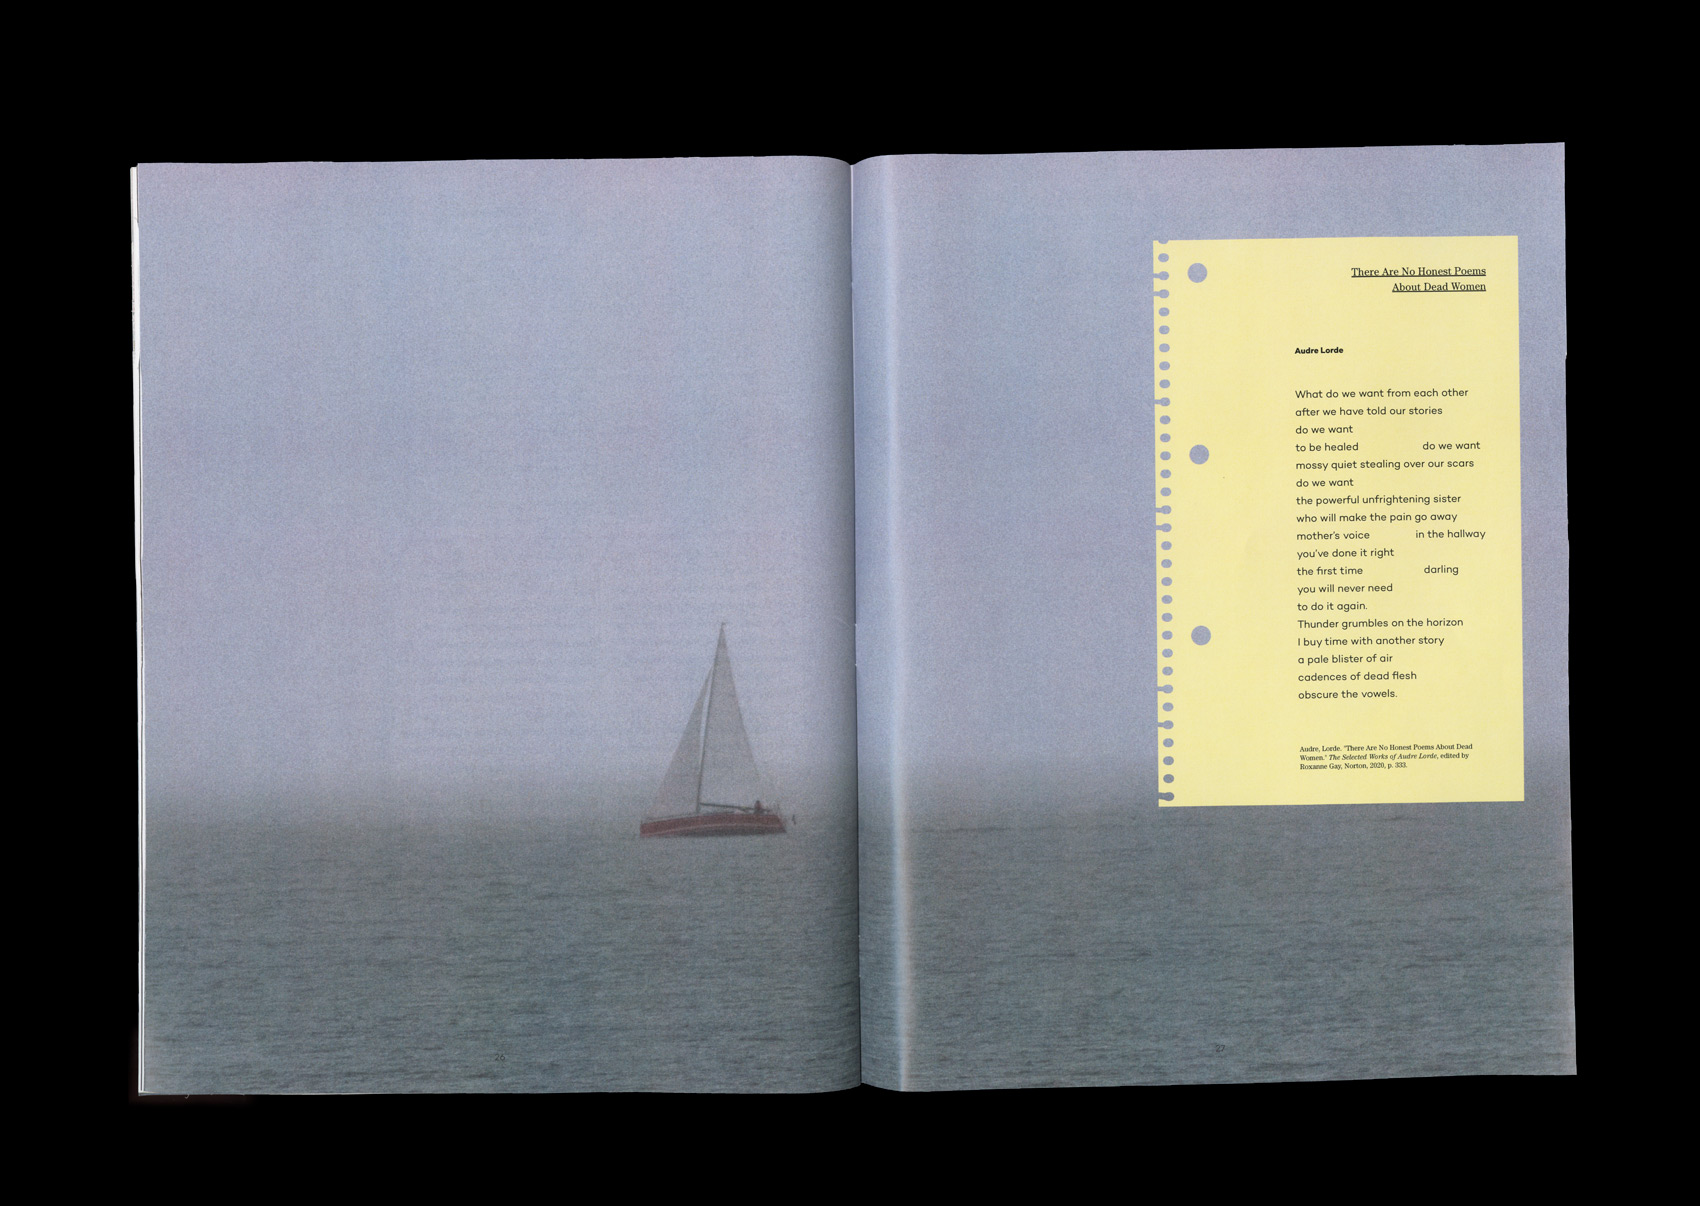 There Are No Honest Poems
About Dead Women
Audre Lorde
What do we want from each other
after we have told our stories
do we want
to be healed do we want
mossy quiet stealing over our scars
do we want
the powerful unfrightening sister
who will make the pain go away
mother's voice in the hallway
you've done it right
the first time darling
you will never need
to do it again.
Thunder grumbles on the horizon
I buy time with another story
a pale blister of air
cadences of dead flesh
obscure the vowels.
Audre, Lorde. "There Are No Honest Poems About Dead
Women." The Selected Works of Audre Lorde, edited by
Roxanne Gay, Norton, 2020, p. 333.
26
27